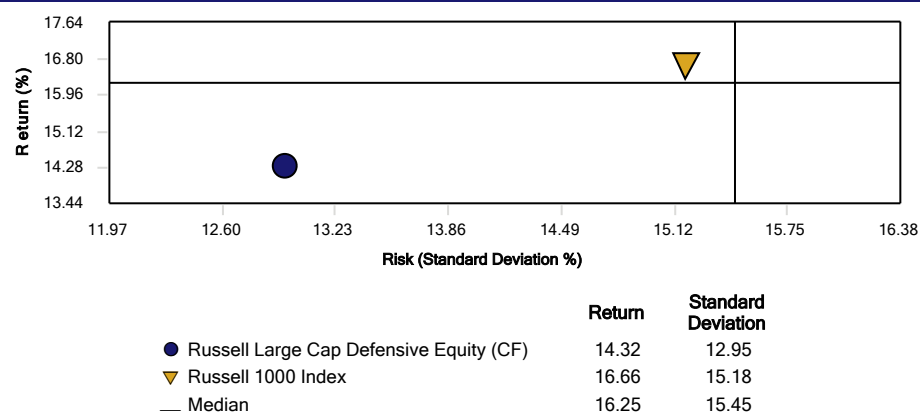 17.64
16.80
15.96
15.12
14.28
13.44
Return (%)
11.97 12.60 13.23 13.86 14.49 15.12 15.75 16.38
Risk (Standard Deviation %)
Return Standard Deviation
Russell Large Cap Defensive Equity (CF) 14.32 12.95
Russell 1000 Index 16.66 15.18
Median 16.25 15.45